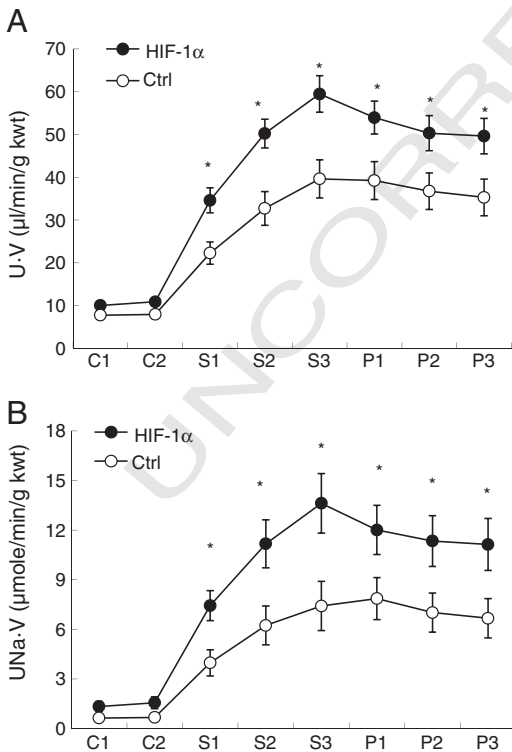 A
70
60
50
40
30
20
10
0
U·V (µl/min/g kwt)
HIF-1α
Ctrl
*
*
*
*
*
*
C1 C2 S1 S2 S3 P1 P2 P3
UNCORRE
B
18
15
12
9
6
3
0
UNa·V (µmole/min/g kwt)
HIF-1α
Ctrl
*
*
*
*
*
*
C1 C2 S1 S2 S3 P1 P2 P3